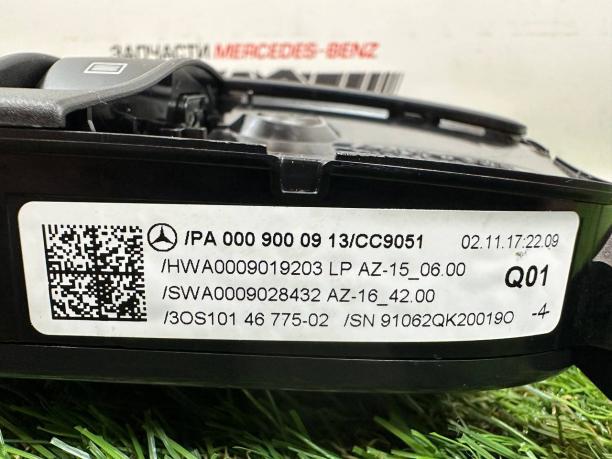 ЗАПЧАСТИ MERCEDES-BENZ
/PA 000 900 09 13/CC9051 02.11.17:22.09
/HWA0009019203 LP AZ-15_06.00 Q01
/SWA0009028432 AZ-16_42.00
/3OS101 46 775-02 /SN 91062QK200190 -4-